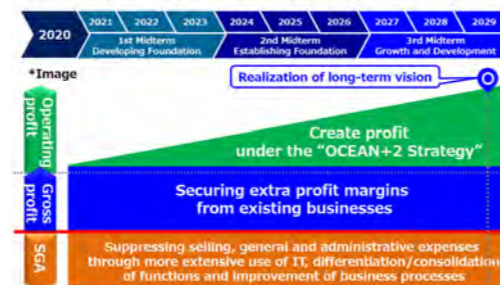 2020
2021 2022 2023
1st Midterm
Developing Foundation
2024 2025 2026
2nd Midterm
Establishing Foundation
2027 2028 2029
3rd Midterm
Growth and Development
*Image
Realization of long-term vision
Operating
profit
Create profit
under the "OCEAN+2 Strategy"
Gross
profit
Securing extra profit margins
from existing businesses
SGA
Suppressing selling, general and administrative expenses
through more extensive use of IT, differentiation/consolidation
of functions and improvement of business processes